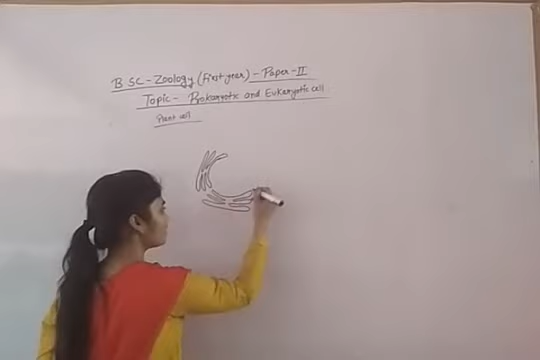 B.SC - Zoology (First year) - Paper - II
Topic - Prokaryotic and Eukaryotic cell
Plant cell